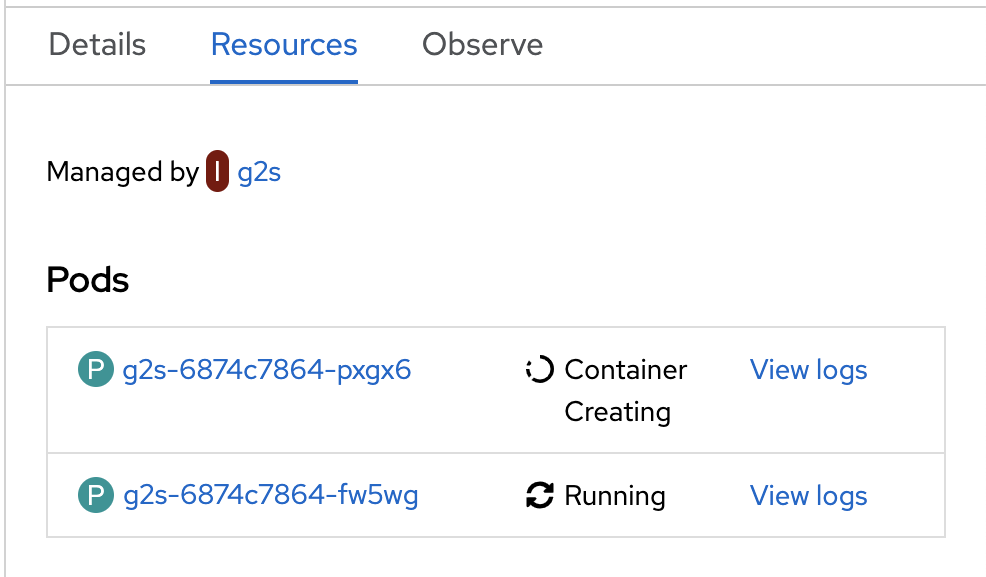 Details Resources Observe
Managed by I g2s
Pods
P g2s-6874c7864-pxgx6 Container View logs
Creating
P g2s-6874c7864-fw5wg Running View logs